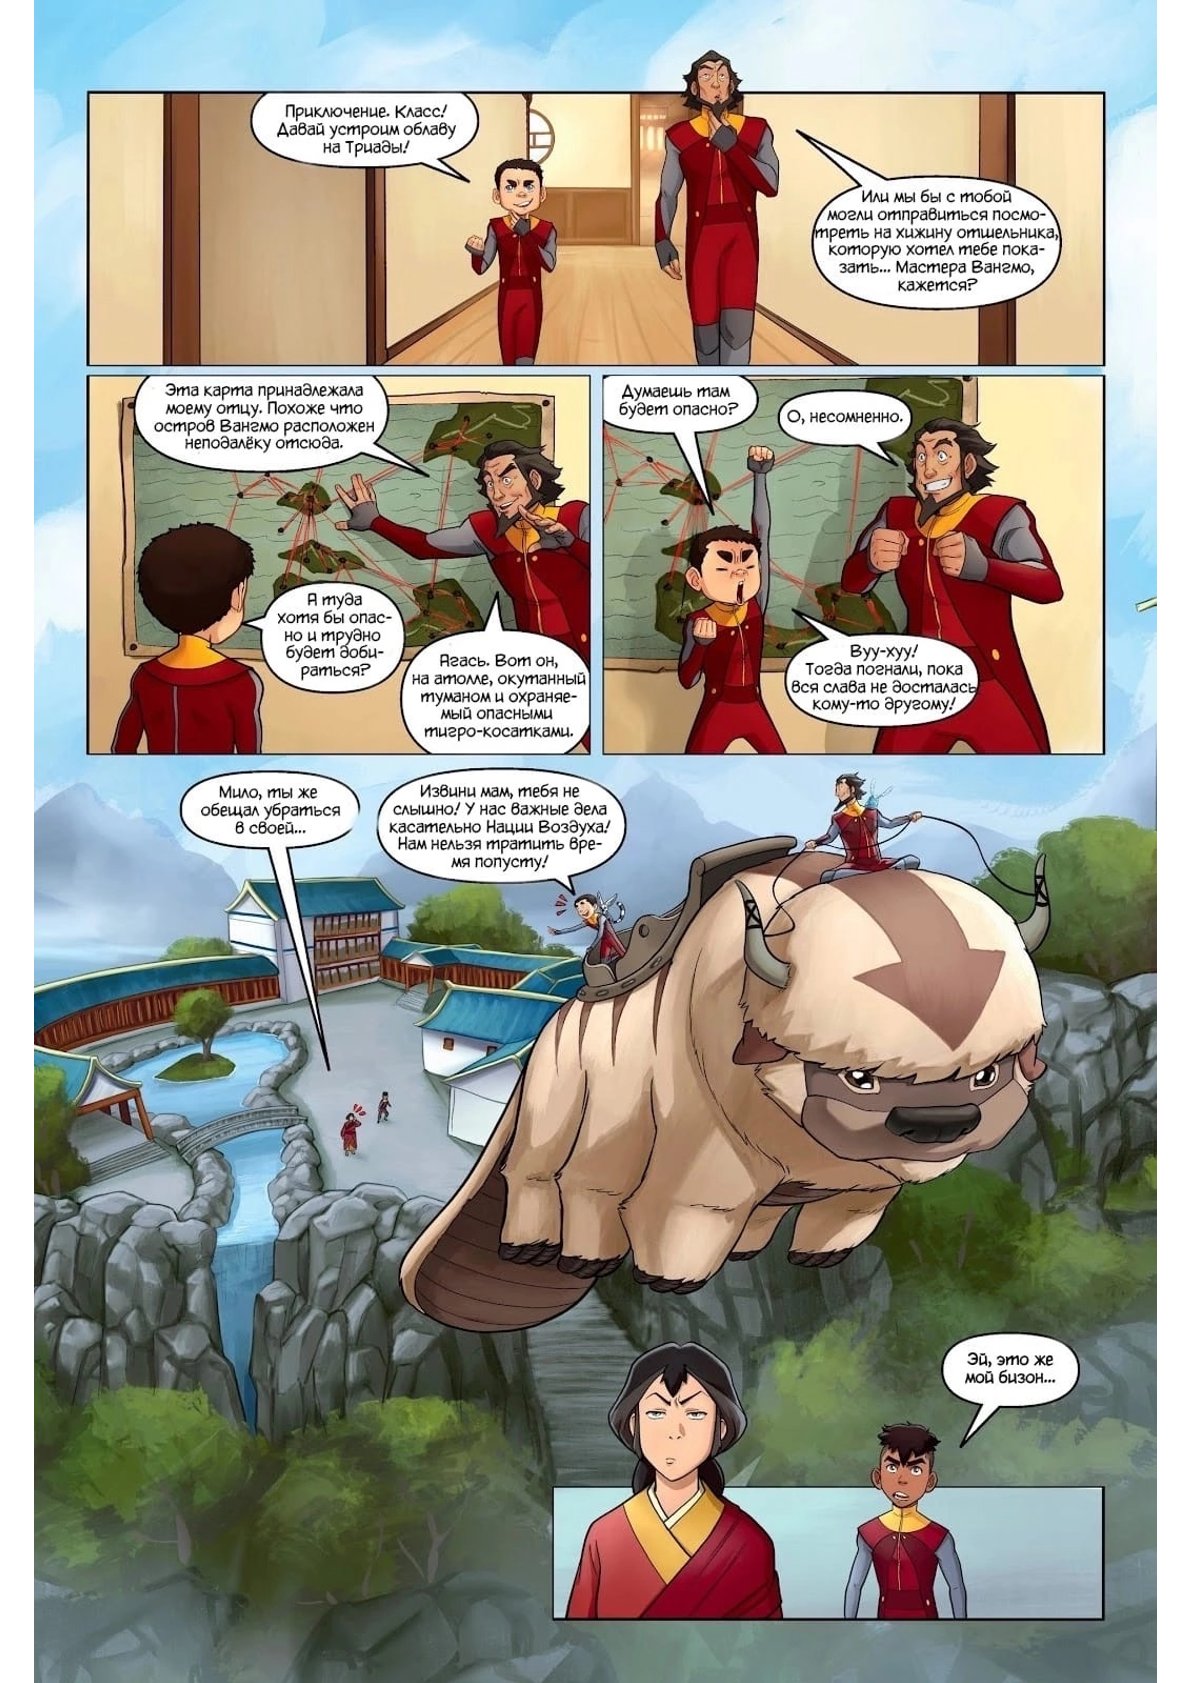 Приключение. Класс!
Давай устроим облаву
на Триады!
Или мы бы с тобой
могли отправиться посмо-
треть на хижину отшельника,
которую хотел тебе пока-
зать... Мастера Вангмо,
кажется?
Эта карта принадлежала
моему отцу. Похоже что
остров Вангмо расположен
неподалёку отсюда.
А туда
хотя бы опас-
но и трудно
будет доби-
раться?
Агась. Вот он,
на атолле, окутанный
туманом и охраняе-
мый опасными
тигро-косатками.
Думаешь там
будет опасно?
О, несомненно.
Вуу-хуу!
Тогда погнали, пока
вся слава не досталась
кому-то другому!
Мило, ты же
обещал убраться
в своей...
Извини мам, тебя не
слышно! У нас важные дела
касательно Нации Воздуха!
Нам нельзя тратить вре-
мя попусту!
Эй, это же
мой бизон...